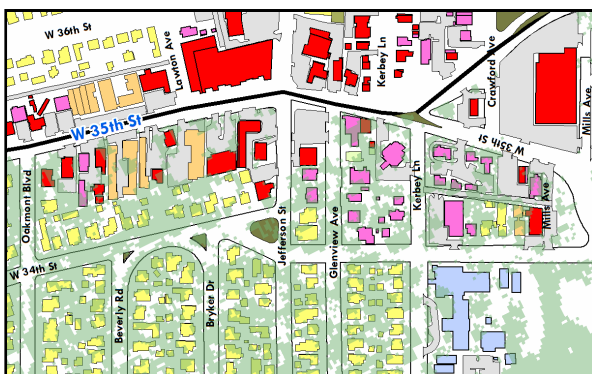 W 36th St
Lawton Ave
Kerbey Ln
Crawford Ave
Mills Ave
W 35th St
W 35th St
Oakmont Blvd
Kerbey Ln
Mills Ave
Jefferson St
Glenview Ave
W 34th St
Beverly Rd
Bryker Dr